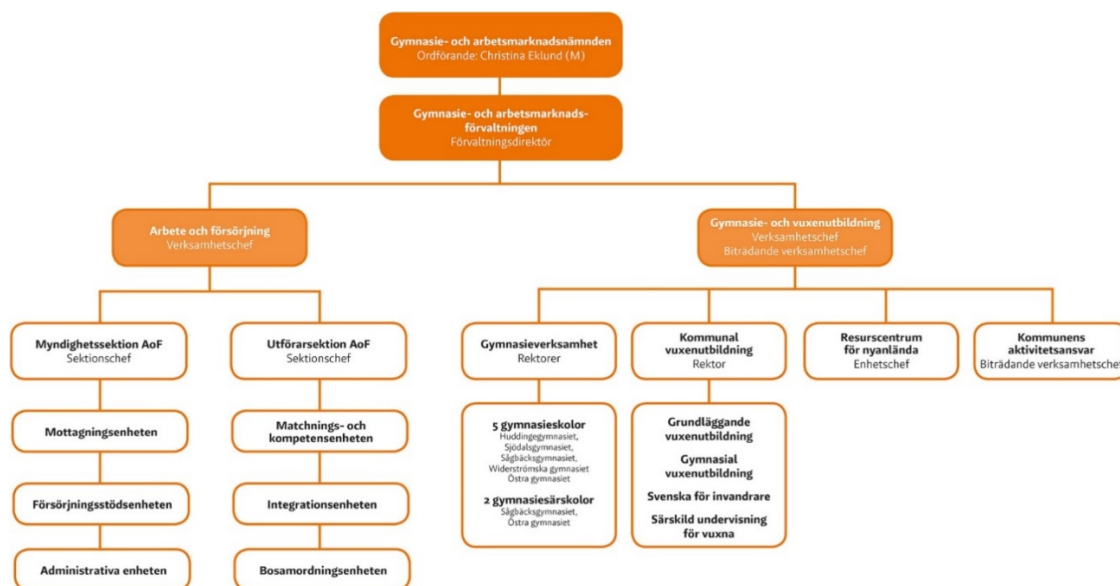 Gymnasie- och arbetsmarknadsnämnden
Ordförande: Christina Eklund (M)
Gymnasie- och arbetsmarknads-
förvaltningen
Förvaltningsdirektör
Arbete och försörjning
Verksamhetschef
Gymnasie- och vuxenutbildning
Verksamhetschef
Biträdande verksamhetschef
Myndighetssektion AoF
Sektionschef
Utförarsektion AoF
Sektionschef
Gymnasieverksamhet
Rektorer
Kommunal
vuxenutbildning
Rektor
Resurscentrum
för nyanlända
Enhetschef
Kommunens
aktivitetsansvar
Biträdande verksamhetschef
Mottagningsenheten
Försörjningsstödsenheten
Administrativa enheten
Matchnings- och
kompetensenheten
Integrationsenheten
Bosamordningsenheten
5 gymnasieskolor
Huddingegymnasiet,
Sjödalsgymnasiet,
Sågbäcksgymnasiet,
Widerströmska gymnasiet
Östra gymnasiet
2 gymnasiesärskolor
Sågbäcksgymnasiet,
Östra gymnasiet
Grundläggande
vuxenutbildning
Gymnasial
vuxenutbildning
Svenska för invandrare
Särskild undervisning
för vuxna